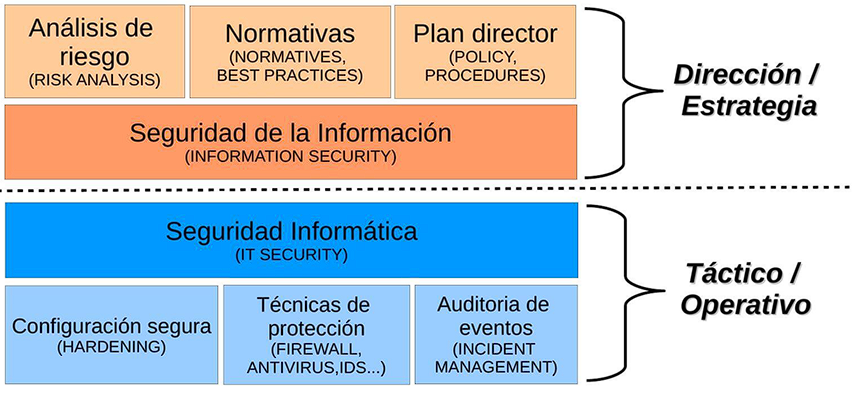 Análisis de
riesgo
(RISK ANALYSIS)
Normativas
(NORMATIVES,
BEST PRACTICES)
Plan director
(POLICY,
PROCEDURES)
Dirección /
Estrategia
Seguridad de la Información
(INFORMATION SECURITY)
Seguridad Informática
(IT SECURITY)
Táctico /
Operativo
Configuración segura
(HARDENING)
Técnicas de
protección
(FIREWALL,
ANTIVIRUS,IDS...)
Auditoria de
eventos
(INCIDENT
MANAGEMENT)